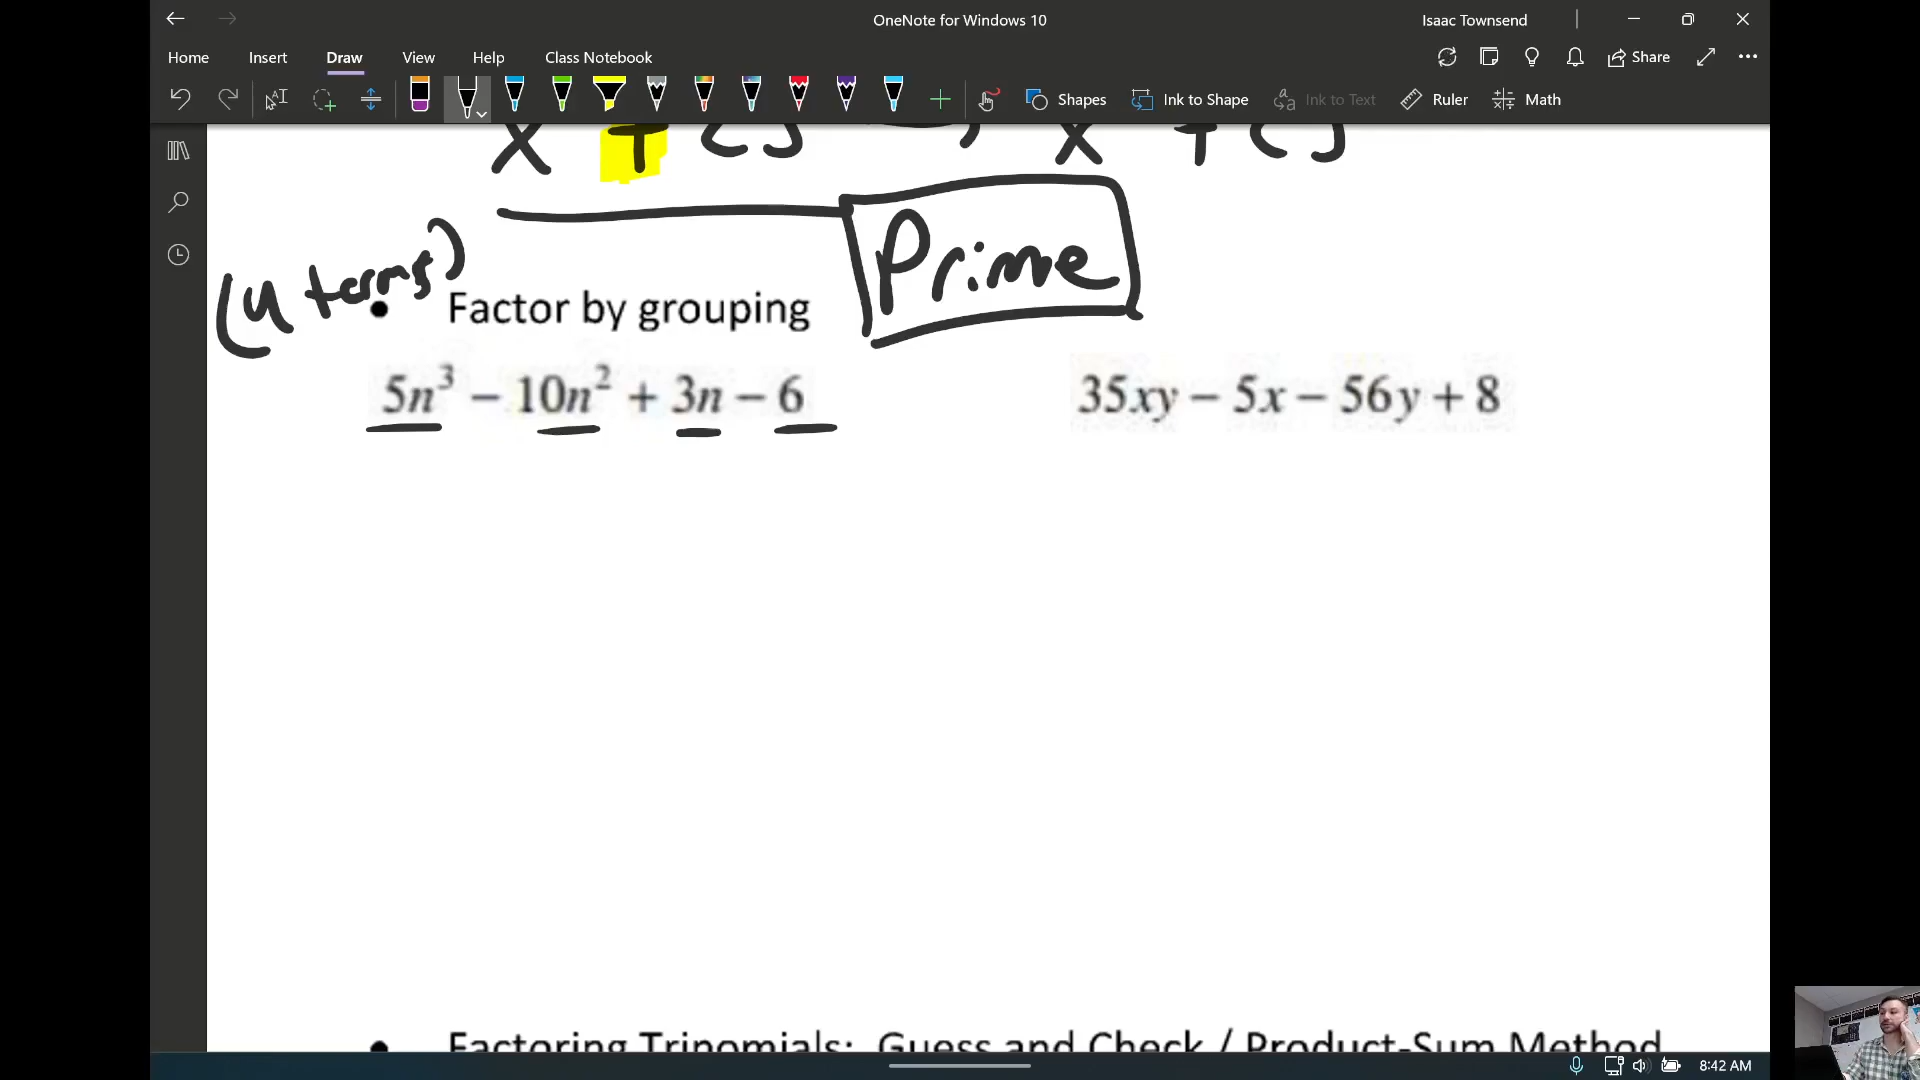 OneNote for Windows 10
Isaac Townsend
Home Insert Draw View Help Class Notebook
Share
Shapes Ink to Shape Ink to Text Ruler Math
x + 25 x + 25
Prime
(4 terms)
• Factor by grouping
5n³ − 10n² + 3n − 6
35xy − 5x − 56y + 8
• Factoring Trinomials: Guess and Check / Product-Sum Method
8:42 AM